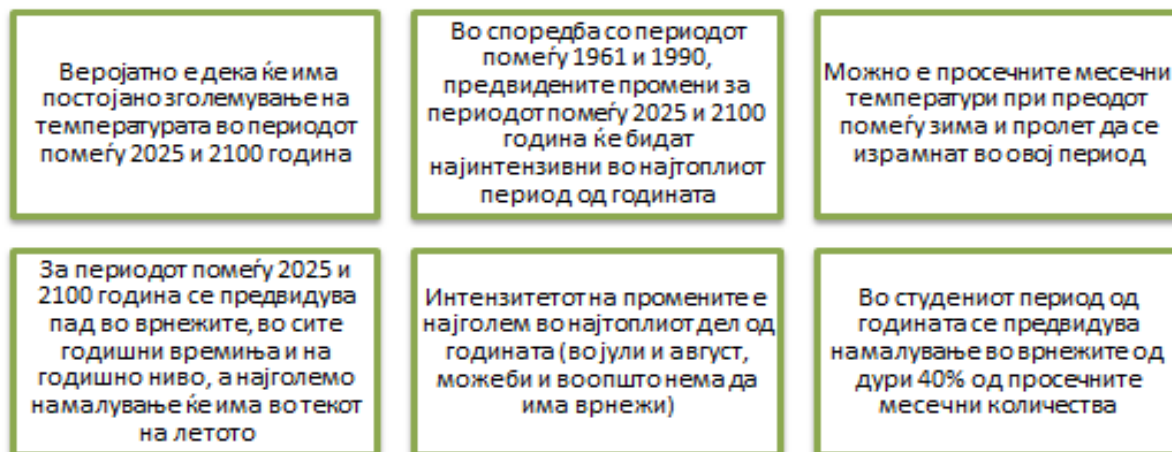 Веројатно е дека ќе има
постојано зголемување на
температурата во периодот
помеѓу 2025 и 2100 година
Во споредба со периодот
помеѓу 1961 и 1990,
предвидените промени за
периодот помеѓу 2025 и 2100
година ќе бидат
најинтензивни во најтоплиот
период од годината
Можно е просечните месечни
температури при преодот
помеѓу зима и пролет да се
израмнат во овој период
За периодот помеѓу 2025 и
2100 година се предвидува
пад во врнежите, во сите
годишни времиња и на
годишно ниво, а најголемо
намалување ќе има во текот
на летото
Интензитетот на промените е
најголем во најтоплиот дел од
годината (во јули и август,
можеби и воопшто нема да
има врнежи)
Во студениот период од
годината се предвидува
намалување во врнежите од
дури 40% од просечните
месечни количества